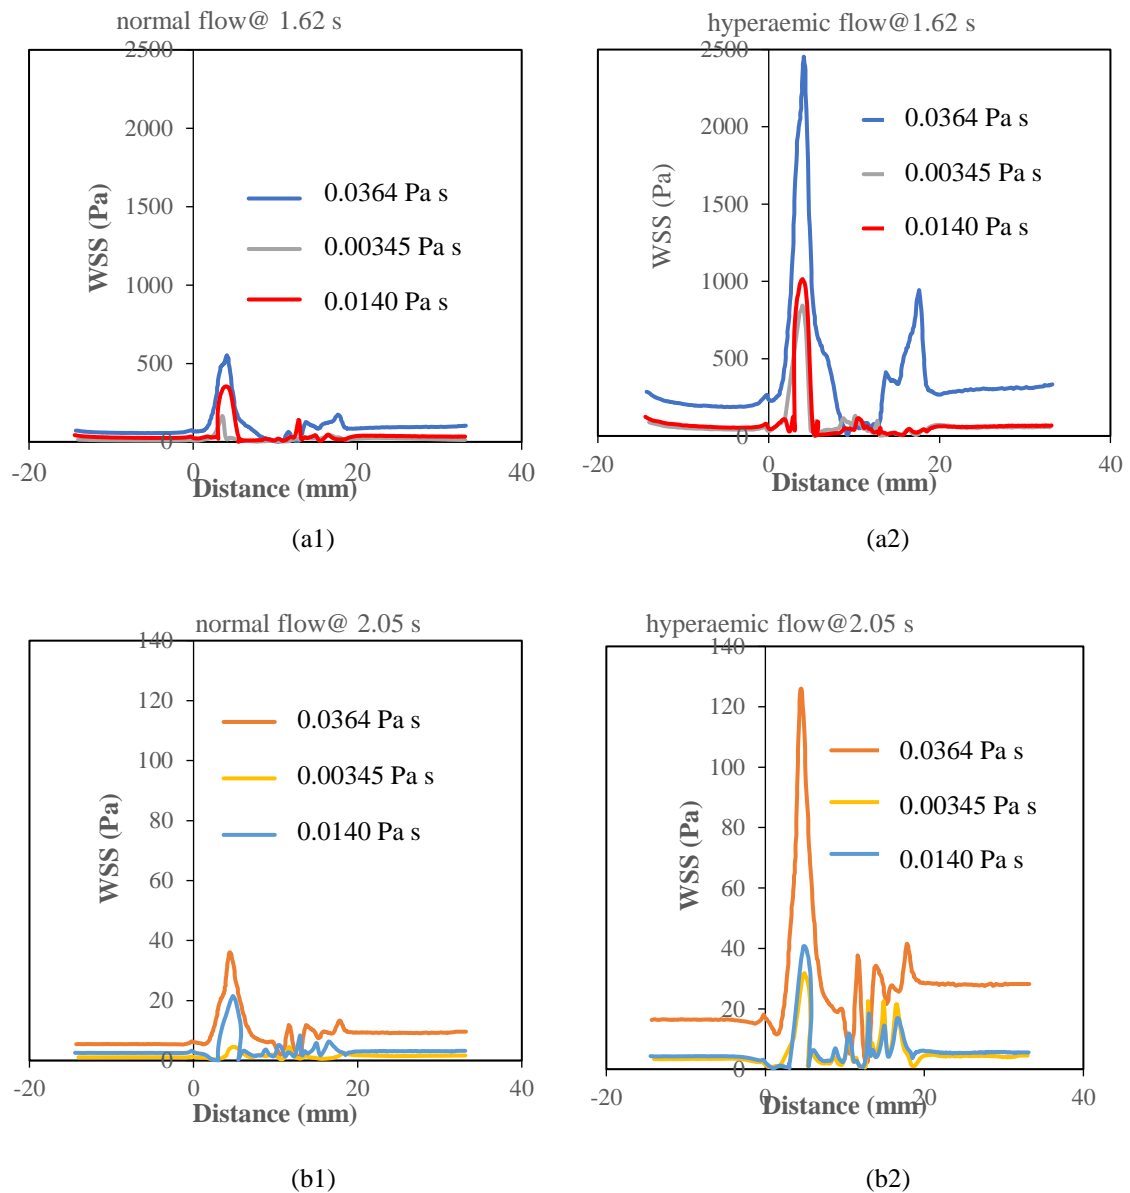 normal flow@ 1.62 s
2500
2000
1500
1000
500
0
-20
0
20
40
WSS (Pa)
Distance (mm)
0.0364 Pa s
0.00345 Pa s
0.0140 Pa s
(a1)
hyperaemic flow@1.62 s
2500
2000
1500
1000
500
0
-20
0
20
40
WSS (Pa)
Distance (mm)
0.0364 Pa s
0.00345 Pa s
0.0140 Pa s
(a2)
normal flow@ 2.05 s
140
120
100
80
60
40
20
0
-20
0
20
40
WSS (Pa)
Distance (mm)
0.0364 Pa s
0.00345 Pa s
0.0140 Pa s
(b1)
hyperaemic flow@2.05 s
140
120
100
80
60
40
20
0
-20
0
20
40
WSS (Pa)
Distance (mm)
0.0364 Pa s
0.00345 Pa s
0.0140 Pa s
(b2)